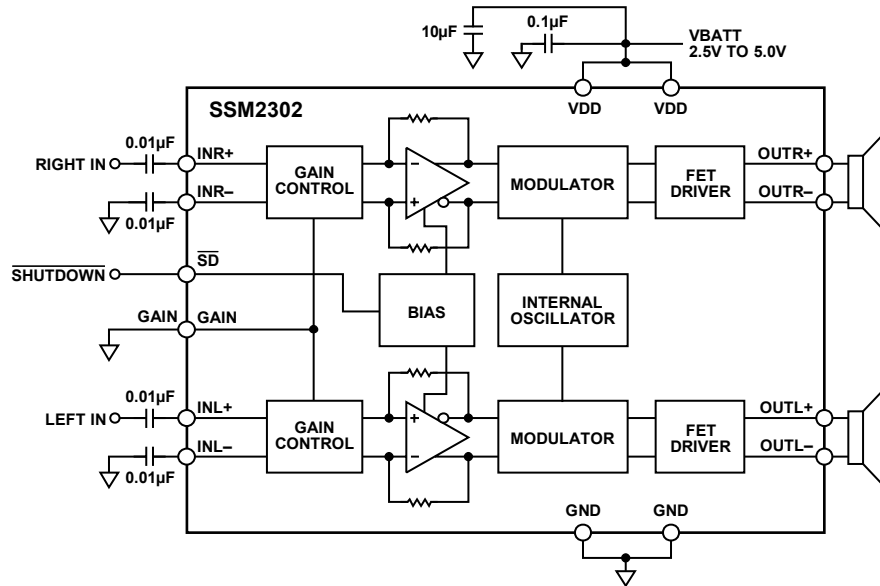 10µF
0.1µF
VBATT
2.5V TO 5.0V
SSM2302
VDD
VDD
0.01µF
RIGHT IN
INR+
GAIN
CONTROL
MODULATOR
FET
DRIVER
OUTR+
INR–
OUTR–
0.01µF
SHUTDOWN
SD
BIAS
INTERNAL
OSCILLATOR
GAIN
GAIN
0.01µF
LEFT IN
INL+
GAIN
CONTROL
MODULATOR
FET
DRIVER
OUTL+
INL–
OUTL–
0.01µF
GND
GND